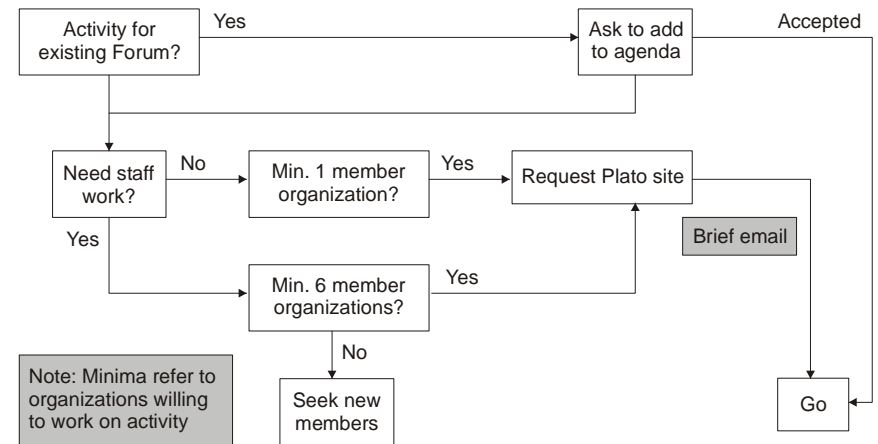 Activity for
existing Forum?
Yes
Ask to add
to agenda
Accepted
Need staff
work?
No
Min. 1 member
organization?
Yes
Request Plato site
Yes
Brief email
Min. 6 member
organizations?
Yes
No
Note: Minima refer to
organizations willing
to work on activity
Seek new
members
Go